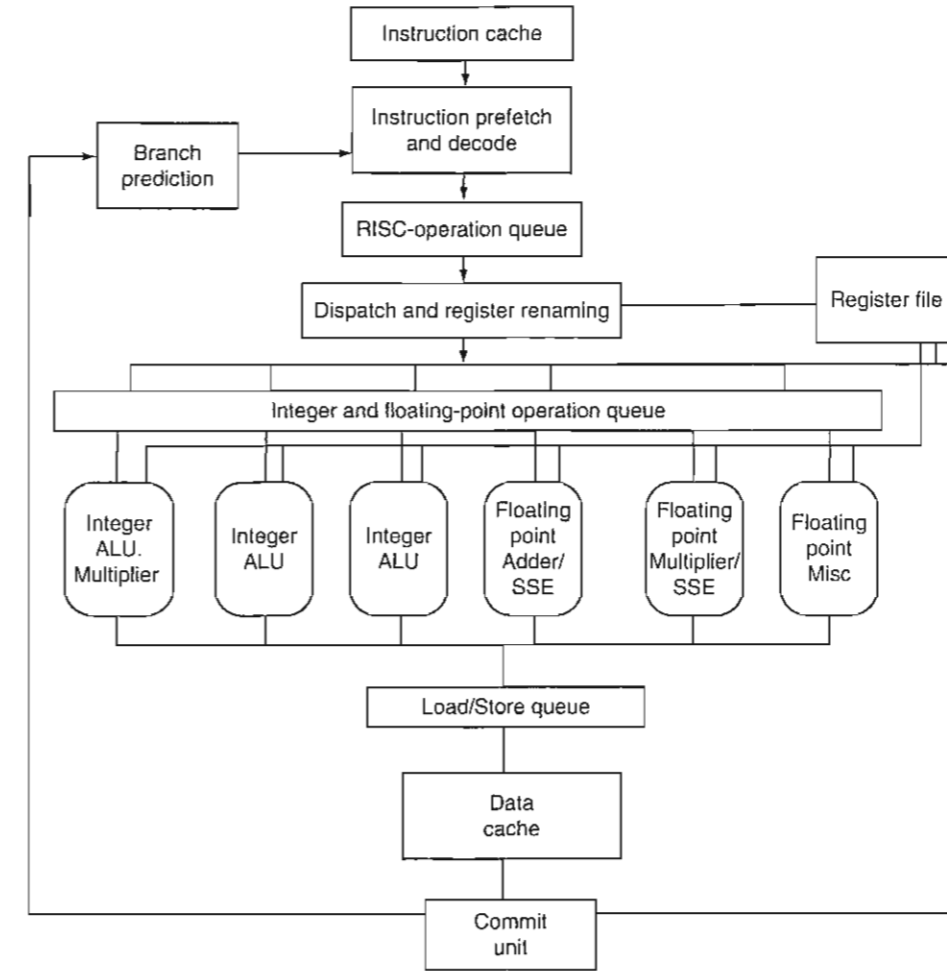 Instruction cache
Instruction prefetch
and decode
Branch
prediction
RISC-operation queue
Dispatch and register renaming
Register file
Integer and floating-point operation queue
Integer
ALU.
Multiplier
Integer
ALU
Integer
ALU
Floating
point
Adder/
SSE
Floating
point
Multiplier/
SSE
Floating
point
Misc
Load/Store queue
Data
cache
Commit
unit